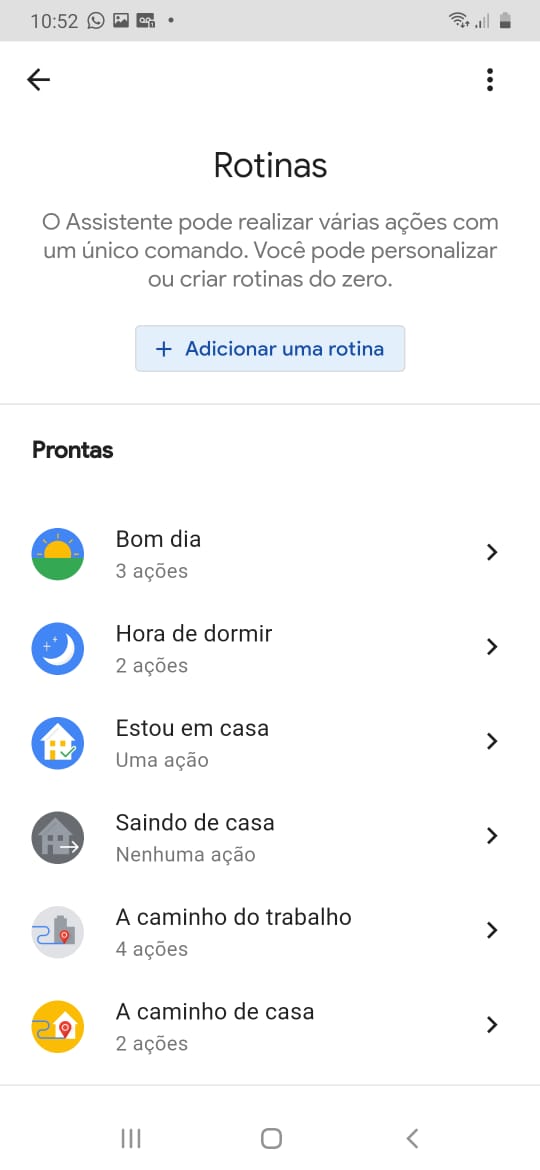 10:52
Rotinas
O Assistente pode realizar várias ações com
um único comando. Você pode personalizar
ou criar rotinas do zero.
+ Adicionar uma rotina
Prontas
Bom dia
3 ações
Hora de dormir
2 ações
Estou em casa
Uma ação
Saindo de casa
Nenhuma ação
A caminho do trabalho
4 ações
A caminho de casa
2 ações